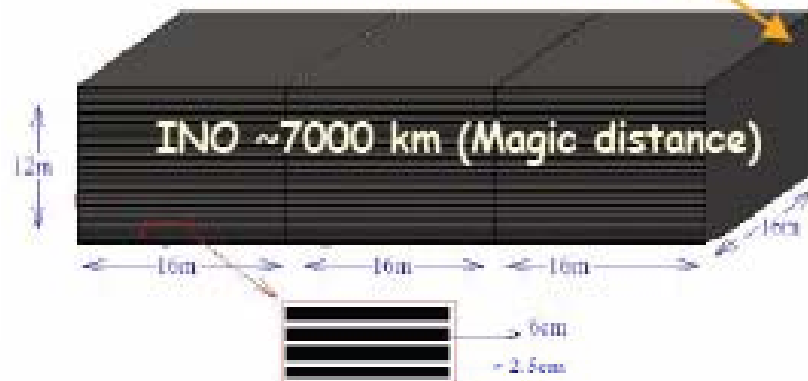 INO ~7000 km (Magic distance)
12m
16m
16m 16m 16m
6cm
~ 2.5cm